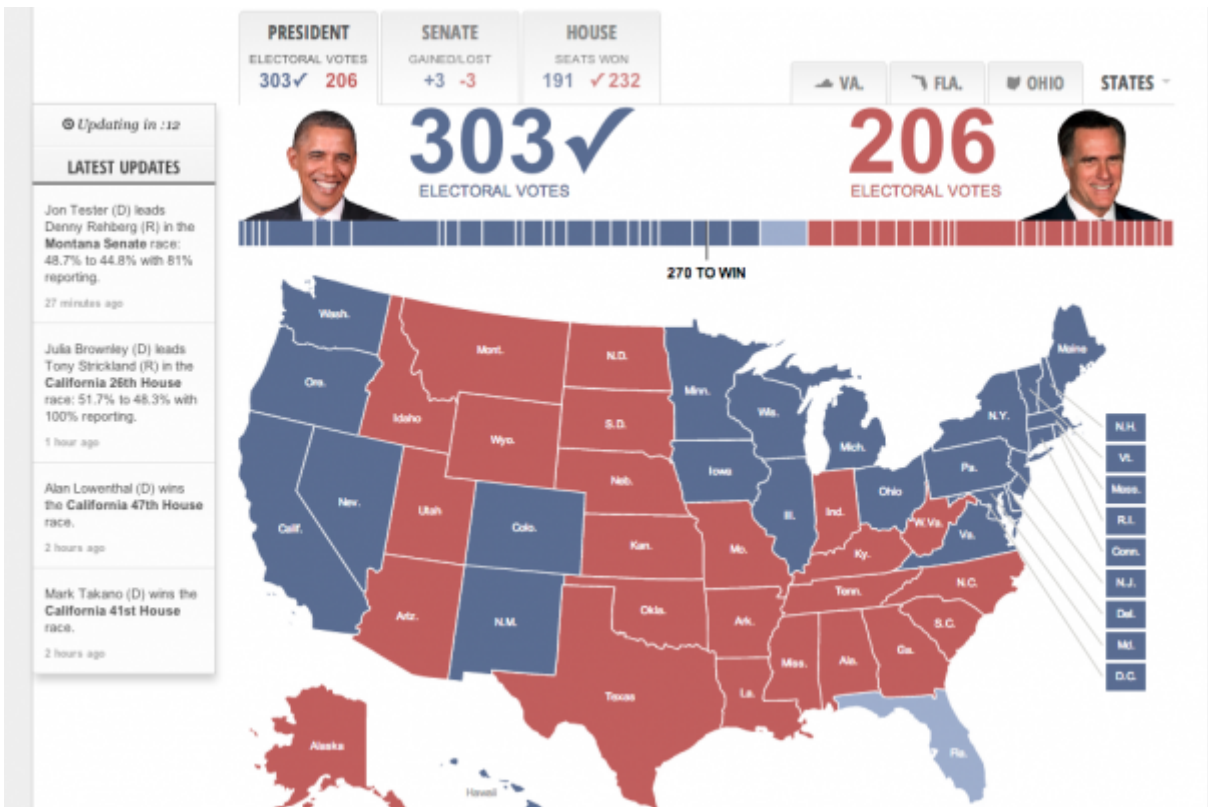 PRESIDENT
ELECTORAL VOTES
303✓ 206
SENATE
GAINED/LOST
+3 -3
HOUSE
SEATS WON
191 ✓232
VA.
FLA.
OHIO
STATES
Updating in :12
LATEST UPDATES
Jon Tester (D) leads
Denny Rehberg (R) in the
Montana Senate race:
48.7% to 44.8% with 81%
reporting.
27 minutes ago
Julia Brownley (D) leads
Tony Strickland (R) in the
California 26th House
race: 51.7% to 48.3% with
100% reporting.
1 hour ago
Alan Lowenthal (D) wins
the California 47th House
race.
2 hours ago
Mark Takano (D) wins the
California 41st House
race.
2 hours ago
303✓
ELECTORAL VOTES
206
ELECTORAL VOTES
270 TO WIN
Wash.
Ore.
Calif.
Nev.
Idaho
Mont.
Wyo.
Utah
Colo.
Ariz.
N.M.
N.D.
S.D.
Neb.
Kan.
Okla.
Texas
Minn.
Iowa
Mo.
Ark.
La.
Wis.
Ill.
Mich.
Ind.
Ohio
Ky.
Tenn.
Miss.
Ala.
Ga.
Fla.
S.C.
N.C.
Va.
W.Va.
Pa.
N.Y.
Maine
N.H.
Vt.
Mass.
R.I.
Conn.
N.J.
Del.
Md.
D.C.
Alaska
Hawaii